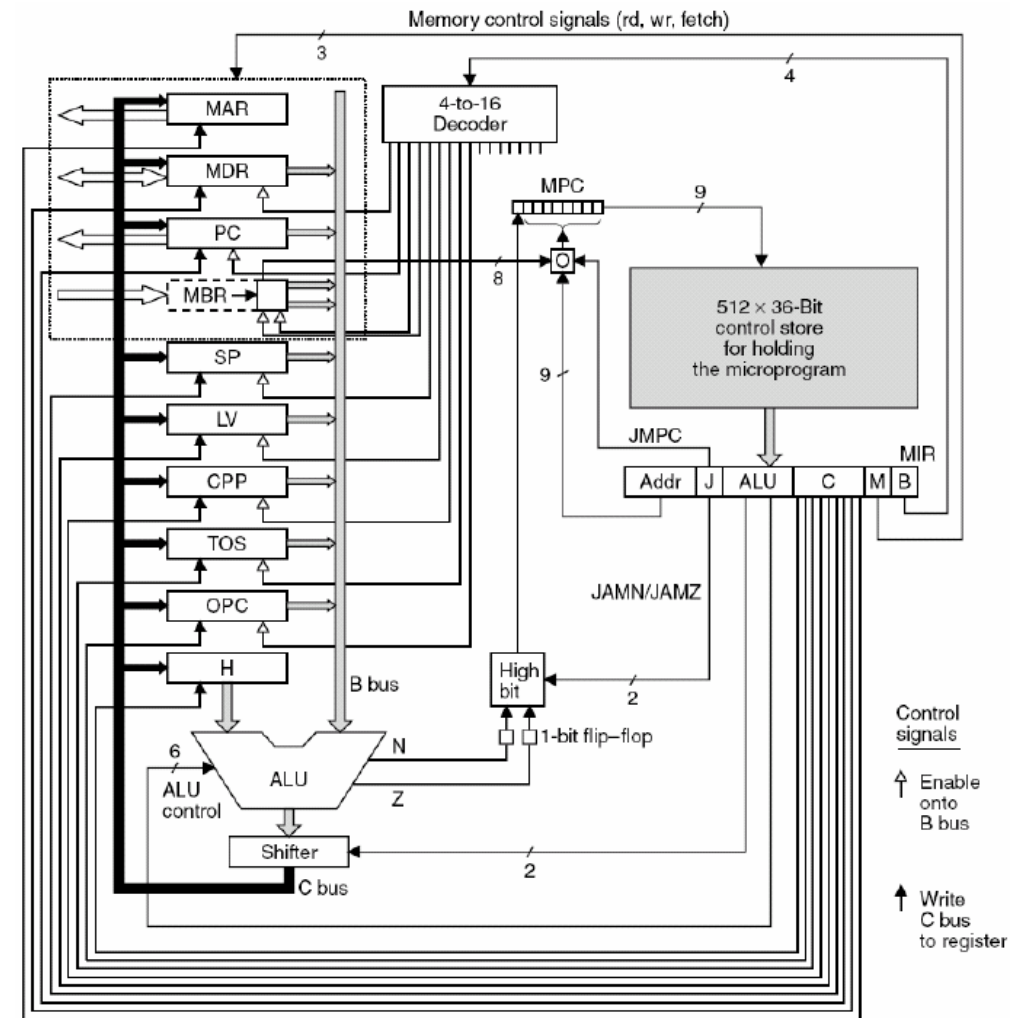 Memory control signals (rd, wr, fetch)
3
4
4-to-16
Decoder
MAR
MDR
PC
MBR
SP
LV
CPP
TOS
OPC
H
MPC
9
O
8
512 × 36-Bit
control store
for holding
the microprogram
9
JMPC
MIR
Addr
J
ALU
C
M
B
JAMN/JAMZ
High
bit
2
B bus
1-bit flip–flop
N
Z
6
ALU
control
ALU
Shifter
2
C bus
Control
signals
Enable
onto
B bus
Write
C bus
to register